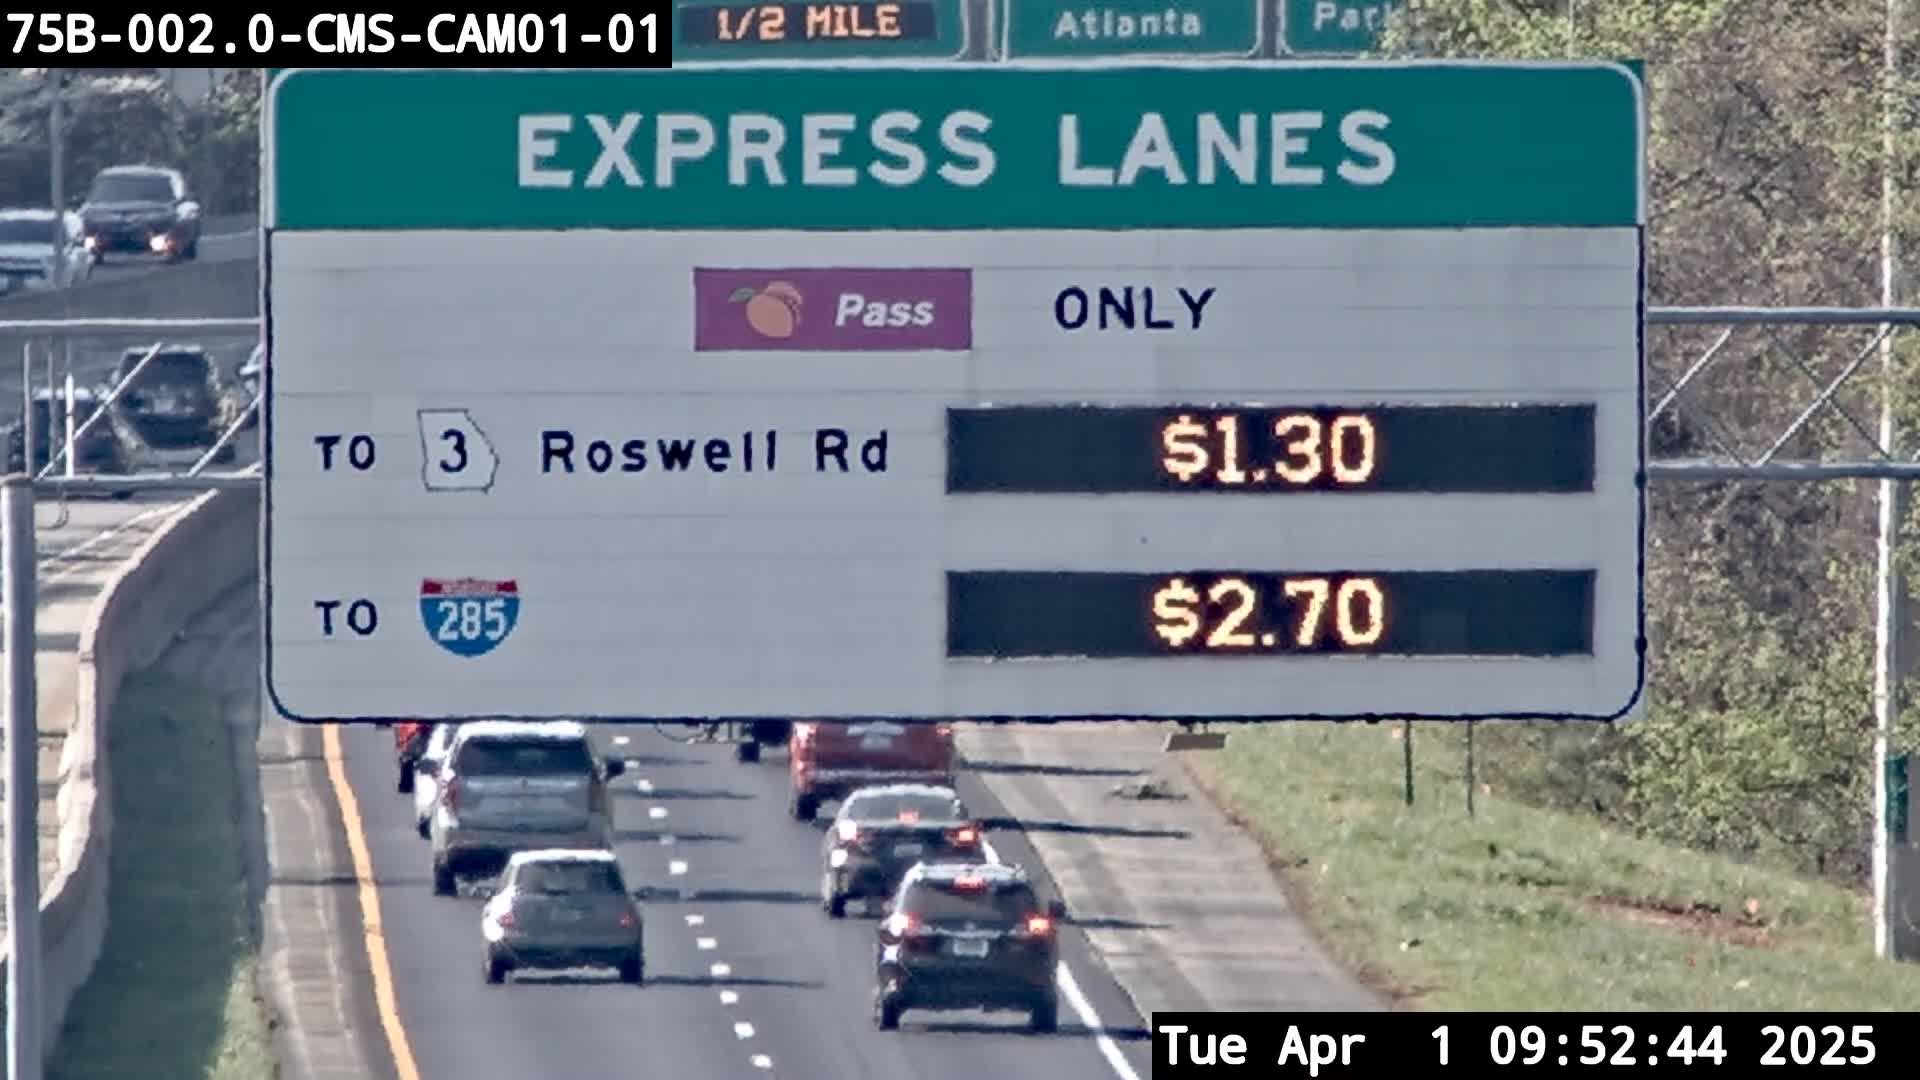 75B-002.0-CMS-CAM01-01
1/2 MILE
Atlanta
EXPRESS LANES
Pass ONLY
TO 3 Roswell Rd $1.30
TO 285 $2.70
Tue Apr 1 09:52:44 2025